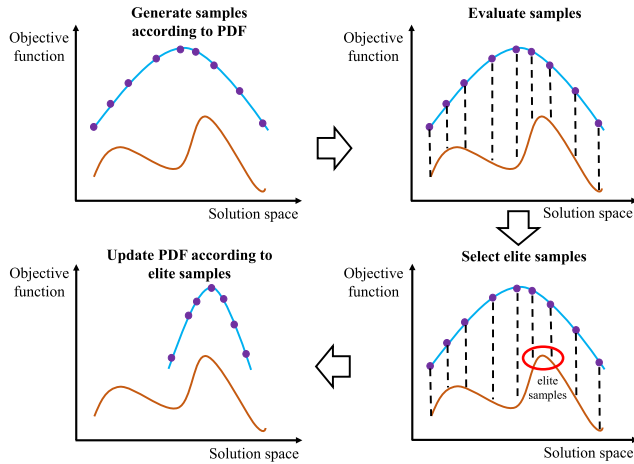 Generate samples
according to PDF
Objective
function
Solution space
Evaluate samples
Objective
function
Solution space
Update PDF according to
elite samples
Objective
function
Solution space
Select elite samples
Objective
function
elite
samples
Solution space